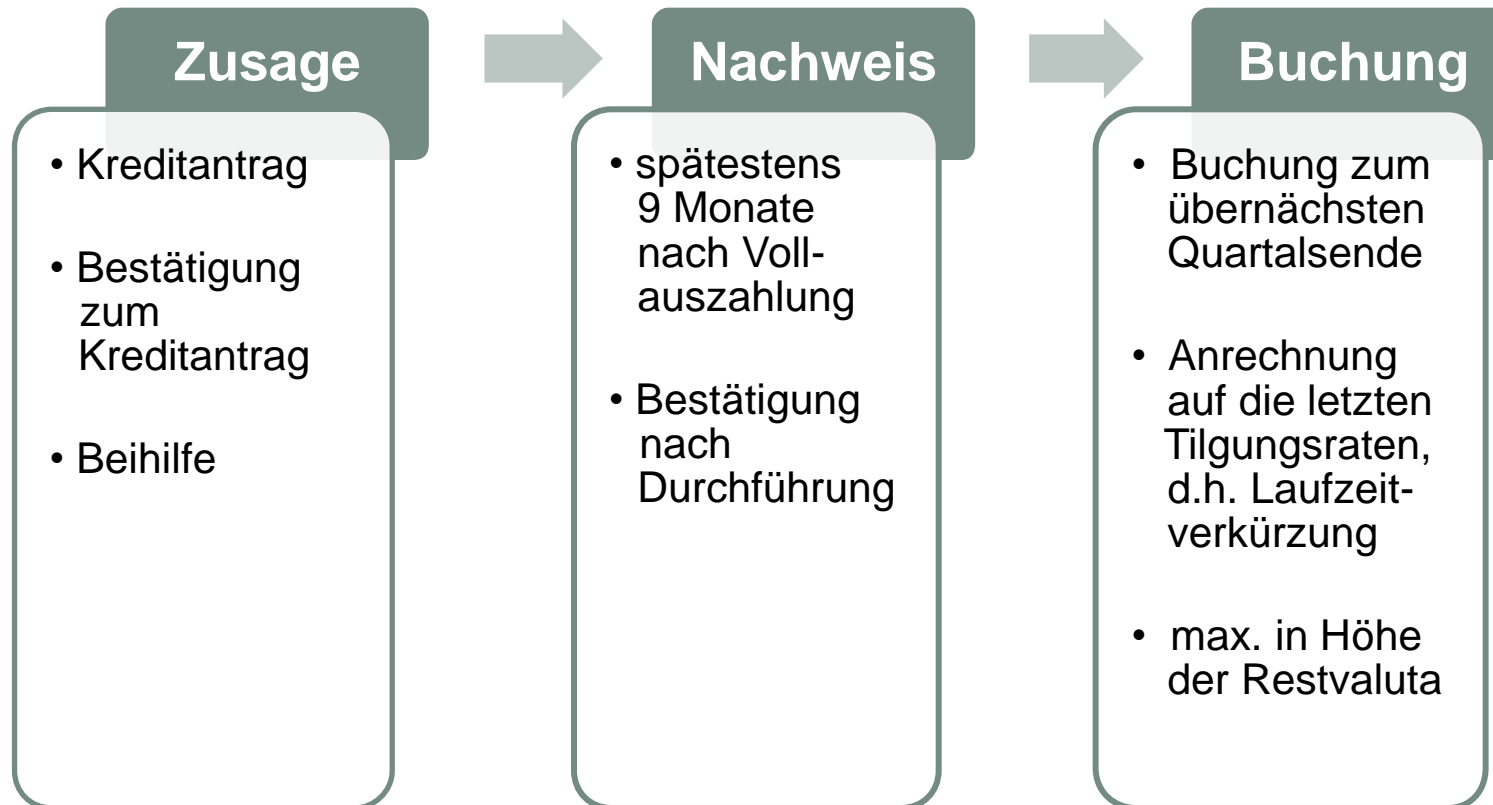 Zusage
• Kreditantrag
• Bestätigung
zum
Kreditantrag
• Beihilfe
Nachweis
• spätestens
9 Monate
nach Voll-
auszahlung
• Bestätigung
nach
Durchführung
Buchung
• Buchung zum
übernächsten
Quartalsende
• Anrechnung
auf die letzten
Tilgungsraten,
d.h. Laufzeit-
verkürzung
• max. in Höhe
der Restvaluta